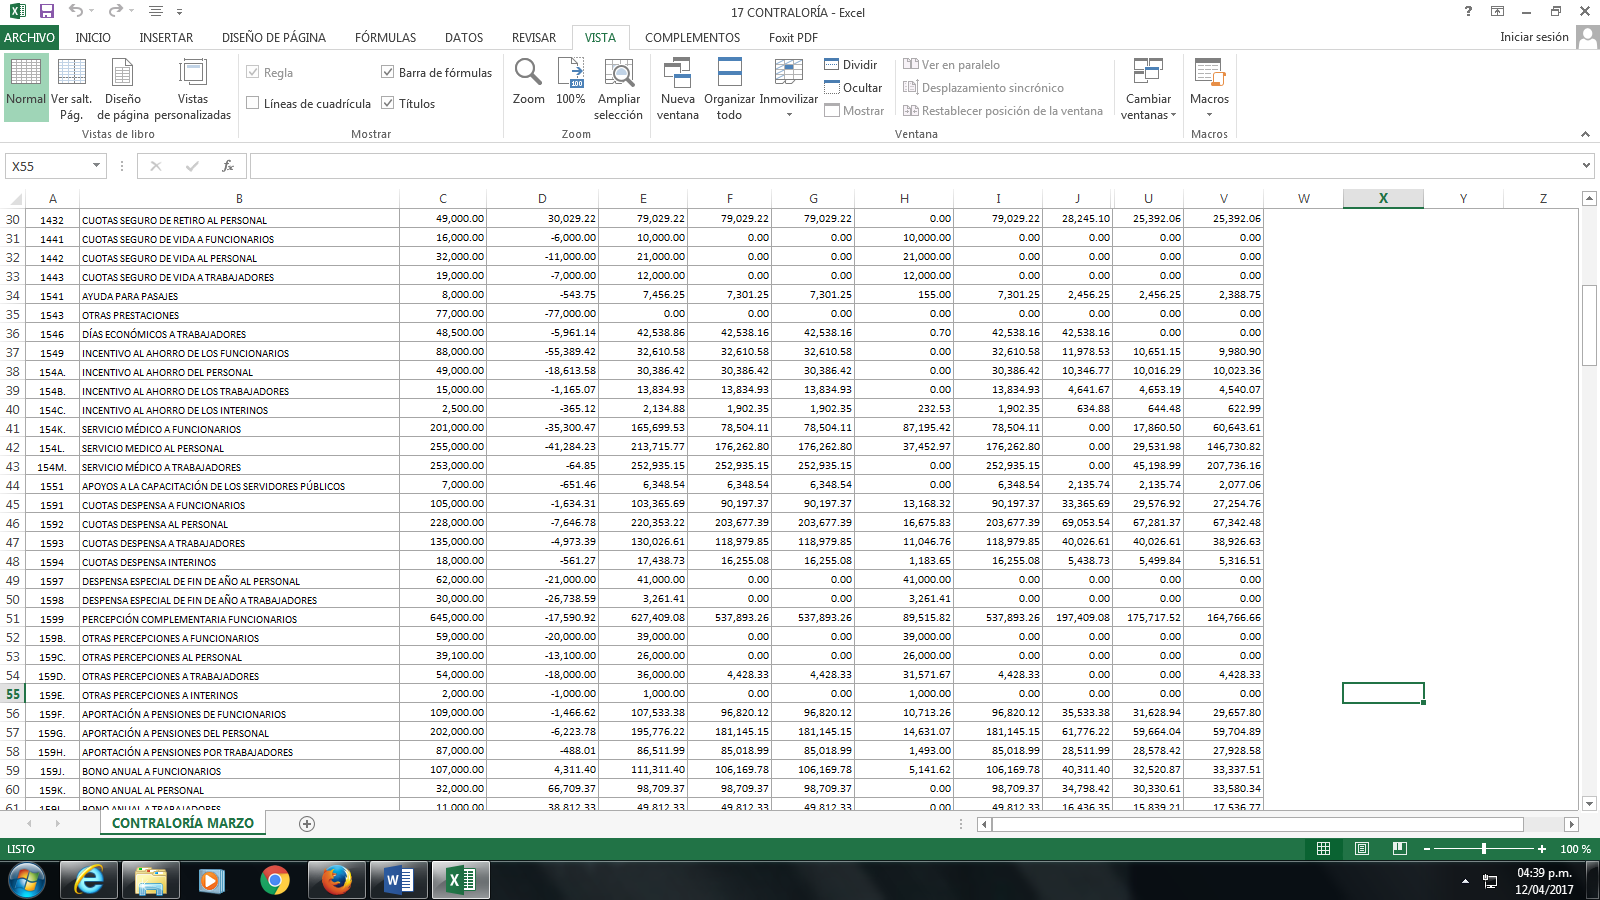 17 CONTRALORÍA - Excel
?
ARCHIVO INICIO INSERTAR DISEÑO DE PÁGINA FÓRMULAS DATOS REVISAR VISTA COMPLEMENTOS Foxit PDF Iniciar sesión
Normal Ver salt. Pág. Diseño de página Vistas personalizadas
Vistas de libro
Regla Barra de fórmulas
Líneas de cuadrícula Títulos
Mostrar
Zoom 100% Ampliar selección
Zoom
Nueva ventana Organizar todo Inmovilizar
Dividir
Ocultar
Mostrar
Ver en paralelo
Desplazamiento sincrónico
Restablecer posición de la ventana
Cambiar ventanas
Ventana
Macros
Macros
X55 fx
A B C D E F G H I J U V W X Y Z
30 1432 CUOTAS SEGURO DE RETIRO AL PERSONAL 49,000.00 30,029.22 79,029.22 79,029.22 79,029.22 0.00 79,029.22 28,245.10 25,392.06 25,392.06
31 1441 CUOTAS SEGURO DE VIDA A FUNCIONARIOS 16,000.00 -6,000.00 10,000.00 0.00 0.00 10,000.00 0.00 0.00 0.00 0.00
32 1442 CUOTAS SEGURO DE VIDA AL PERSONAL 32,000.00 -11,000.00 21,000.00 0.00 0.00 21,000.00 0.00 0.00 0.00 0.00
33 1443 CUOTAS SEGURO DE VIDA A TRABAJADORES 19,000.00 -7,000.00 12,000.00 0.00 0.00 12,000.00 0.00 0.00 0.00 0.00
34 1541 AYUDA PARA PASAJES 8,000.00 -543.75 7,456.25 7,301.25 7,301.25 155.00 7,301.25 2,456.25 2,456.25 2,388.75
35 1543 OTRAS PRESTACIONES 77,000.00 -77,000.00 0.00 0.00 0.00 0.00 0.00 0.00 0.00 0.00
36 1546 DÍAS ECONÓMICOS A TRABAJADORES 48,500.00 -5,961.14 42,538.86 42,538.16 42,538.16 0.70 42,538.16 42,538.16 0.00 0.00
37 1549 INCENTIVO AL AHORRO DE LOS FUNCIONARIOS 88,000.00 -55,389.42 32,610.58 32,610.58 32,610.58 0.00 32,610.58 11,978.53 10,651.15 9,980.90
38 154A. INCENTIVO AL AHORRO DEL PERSONAL 49,000.00 -18,613.58 30,386.42 30,386.42 30,386.42 0.00 30,386.42 10,346.77 10,016.29 10,023.36
39 154B. INCENTIVO AL AHORRO DE LOS TRABAJADORES 15,000.00 -1,165.07 13,834.93 13,834.93 13,834.93 0.00 13,834.93 4,641.67 4,653.19 4,540.07
40 154C. INCENTIVO AL AHORRO DE LOS INTERINOS 2,500.00 -365.12 2,134.88 1,902.35 1,902.35 232.53 1,902.35 634.88 644.48 622.99
41 154K. SERVICIO MÉDICO A FUNCIONARIOS 201,000.00 -35,300.47 165,699.53 78,504.11 78,504.11 87,195.42 78,504.11 0.00 17,860.50 60,643.61
42 154L. SERVICIO MEDICO AL PERSONAL 255,000.00 -41,284.23 213,715.77 176,262.80 176,262.80 37,452.97 176,262.80 0.00 29,531.98 146,730.82
43 154M. SERVICIO MÉDICO A TRABAJADORES 253,000.00 -64.85 252,935.15 252,935.15 252,935.15 0.00 252,935.15 0.00 45,198.99 207,736.16
44 1551 APOYOS A LA CAPACITACIÓN DE LOS SERVIDORES PÚBLICOS 7,000.00 -651.46 6,348.54 6,348.54 6,348.54 0.00 6,348.54 2,135.74 2,135.74 2,077.06
45 1591 CUOTAS DESPENSA A FUNCIONARIOS 105,000.00 -1,634.31 103,365.69 90,197.37 90,197.37 13,168.32 90,197.37 33,365.69 29,576.92 27,254.76
46 1592 CUOTAS DESPENSA AL PERSONAL 228,000.00 -7,646.78 220,353.22 203,677.39 203,677.39 16,675.83 203,677.39 69,053.54 67,281.37 67,342.48
47 1593 CUOTAS DESPENSA A TRABAJADORES 135,000.00 -4,973.39 130,026.61 118,979.85 118,979.85 11,046.76 118,979.85 40,026.61 40,026.61 38,926.63
48 1594 CUOTAS DESPENSA INTERINOS 18,000.00 -561.27 17,438.73 16,255.08 16,255.08 1,183.65 16,255.08 5,438.73 5,499.84 5,316.51
49 1597 DESPENSA ESPECIAL DE FIN DE AÑO AL PERSONAL 62,000.00 -21,000.00 41,000.00 0.00 0.00 41,000.00 0.00 0.00 0.00 0.00
50 1598 DESPENSA ESPECIAL DE FIN DE AÑO A TRABAJADORES 30,000.00 -26,738.59 3,261.41 0.00 0.00 3,261.41 0.00 0.00 0.00 0.00
51 1599 PERCEPCIÓN COMPLEMENTARIA FUNCIONARIOS 645,000.00 -17,590.92 627,409.08 537,893.26 537,893.26 89,515.82 537,893.26 197,409.08 175,717.52 164,766.66
52 159B. OTRAS PERCEPCIONES A FUNCIONARIOS 59,000.00 -20,000.00 39,000.00 0.00 0.00 39,000.00 0.00 0.00 0.00 0.00
53 159C. OTRAS PERCEPCIONES AL PERSONAL 39,100.00 -13,100.00 26,000.00 0.00 0.00 26,000.00 0.00 0.00 0.00 0.00
54 159D. OTRAS PERCEPCIONES A TRABAJADORES 54,000.00 -18,000.00 36,000.00 4,428.33 4,428.33 31,571.67 4,428.33 0.00 0.00 4,428.33
55 159E. OTRAS PERCEPCIONES A INTERINOS 2,000.00 -1,000.00 1,000.00 0.00 0.00 1,000.00 0.00 0.00 0.00 0.00
56 159F. APORTACIÓN A PENSIONES DE FUNCIONARIOS 109,000.00 -1,466.62 107,533.38 96,820.12 96,820.12 10,713.26 96,820.12 35,533.38 31,628.94 29,657.80
57 159G. APORTACIÓN A PENSIONES DEL PERSONAL 202,000.00 -6,223.78 195,776.22 181,145.15 181,145.15 14,631.07 181,145.15 61,776.22 59,664.04 59,704.89
58 159H. APORTACIÓN A PENSIONES POR TRABAJADORES 87,000.00 -488.01 86,511.99 85,018.99 85,018.99 1,493.00 85,018.99 28,511.99 28,578.42 27,928.58
59 159J. BONO ANUAL A FUNCIONARIOS 107,000.00 4,311.40 111,311.40 106,169.78 106,169.78 5,141.62 106,169.78 40,311.40 32,520.87 33,337.51
60 159K. BONO ANUAL AL PERSONAL 32,000.00 66,709.37 98,709.37 98,709.37 98,709.37 0.00 98,709.37 34,798.42 30,330.61 33,580.34
61 159L. BONO ANUAL A TRABAJADORES 11,000.00 38,812.33 49,812.33 49,812.33 49,812.33 0.00 49,812.33 16,436.35 15,839.21 17,536.77
CONTRALORÍA MARZO
LISTO 100 %
04:39 p.m.
12/04/2017